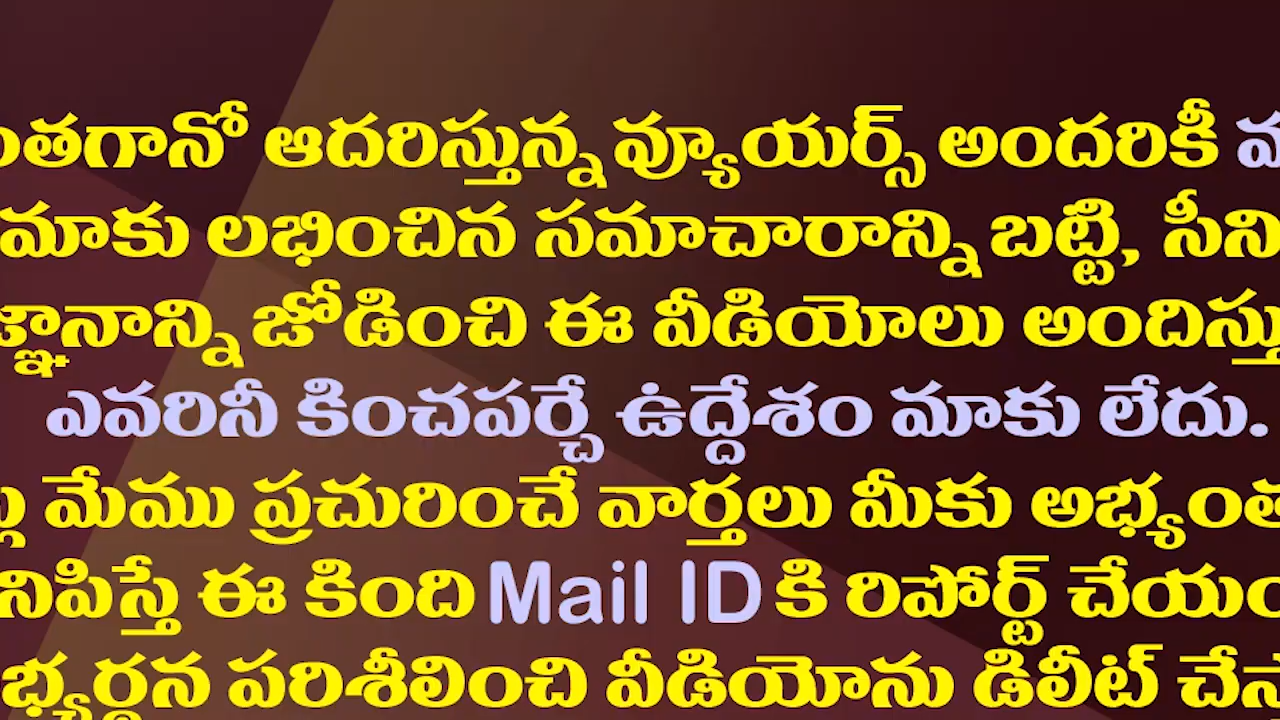 ంతగానో ఆదరిస్తున్న వ్యూయర్స్ అందరికీ
మాకు లభించిన సమాచారాన్ని బట్టి, సీని
జ్ఞానాన్ని జోడించి ఈ వీడియోలు అందిస్తు
ఎవరినీ కించపర్చే ఉద్దేశం మాకు లేదు.
మేము ప్రచురించే వార్తలు మీకు అభ్యంత
నిపిస్తే ఈ కింది Mail ID కి రిపోర్ట్ చేయం
భ్యర్థన పరిశీలించి వీడియోను డిలీట్ చేస